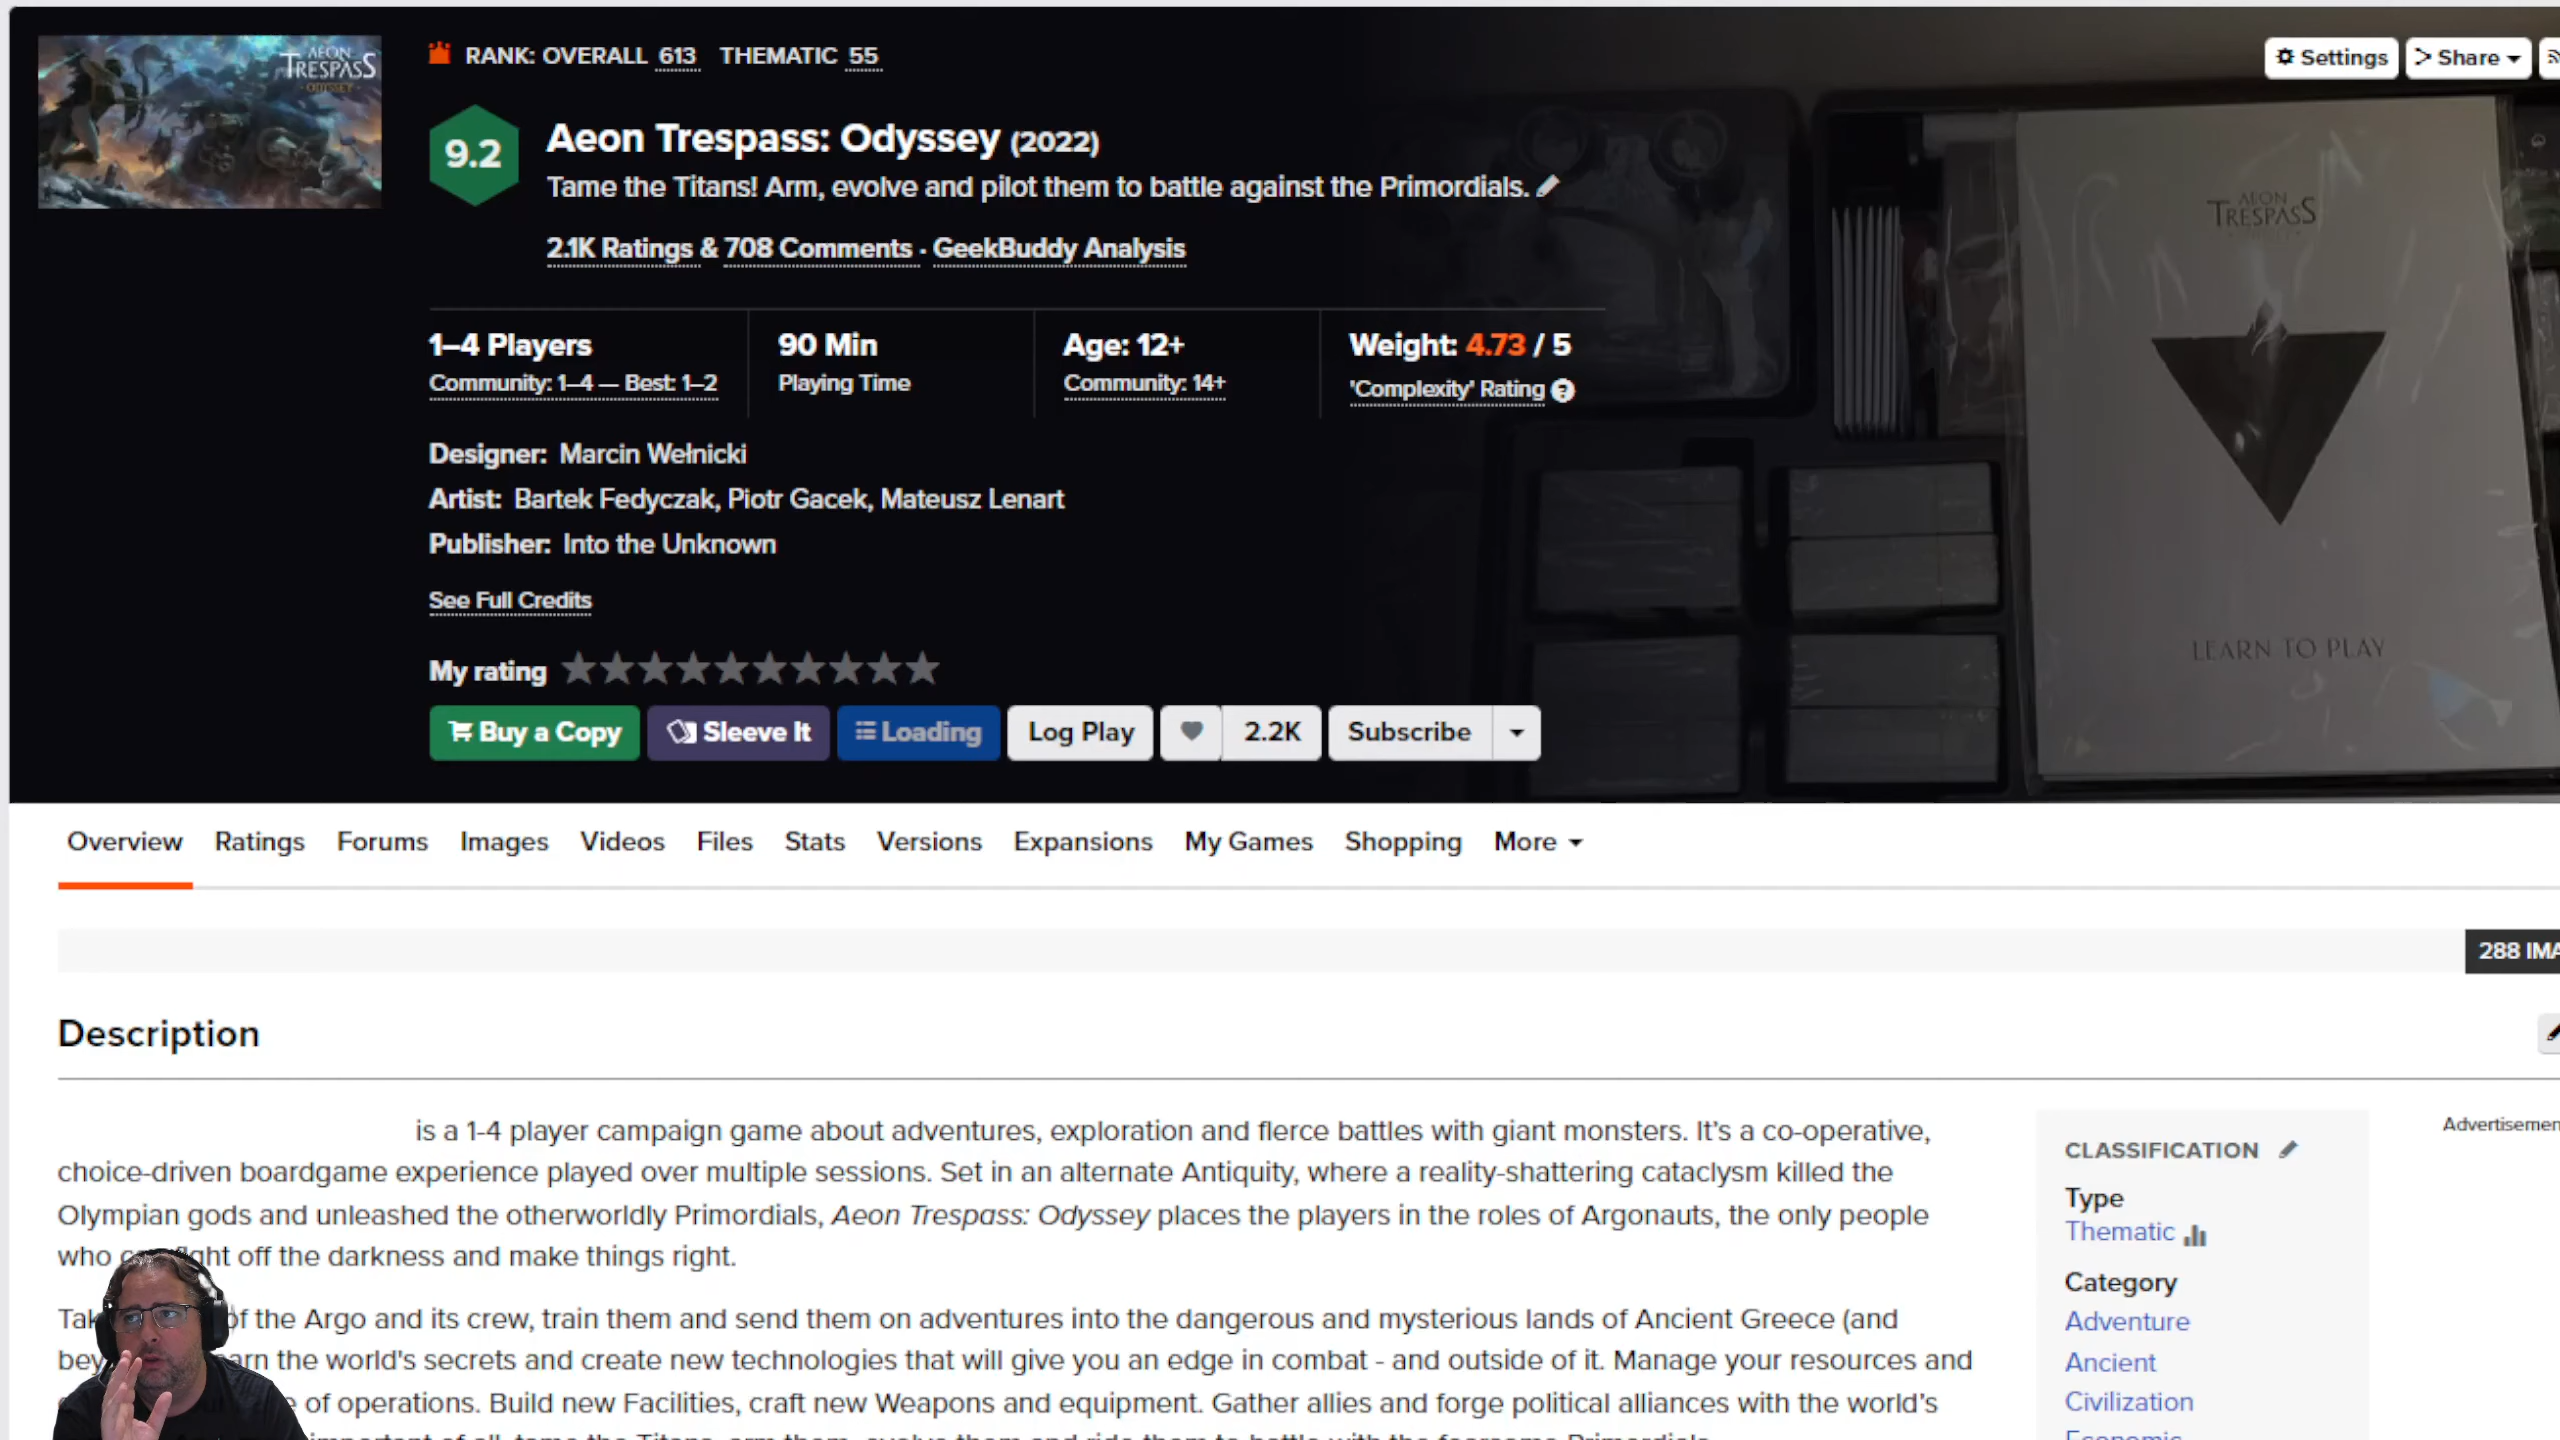 AEON
TRESPASS
ODYSSEY
RANK: OVERALL 613 THEMATIC 55
Settings
Share
9.2
Aeon Trespass: Odyssey (2022)
Tame the Titans! Arm, evolve and pilot them to battle against the Primordials.
2.1K Ratings & 708 Comments · GeekBuddy Analysis
AEON
TRESPASS
1–4 Players
Community: 1–4 — Best: 1–2
90 Min
Playing Time
Age: 12+
Community: 14+
Weight: 4.73 / 5
'Complexity' Rating ?
Designer: Marcin Wełnicki
Artist: Bartek Fedyczak, Piotr Gacek, Mateusz Lenart
Publisher: Into the Unknown
See Full Credits
LEARN TO PLAY
My rating
Buy a Copy
Sleeve It
Loading
Log Play
2.2K
Subscribe
Overview Ratings Forums Images Videos Files Stats Versions Expansions My Games Shopping More
288
Description
is a 1-4 player campaign game about adventures, exploration and fierce battles with giant monsters. It's a co-operative,
choice-driven boardgame experience played over multiple sessions. Set in an alternate Antiquity, where a reality-shattering cataclysm killed the
Olympian gods and unleashed the otherworldly Primordials, Aeon Trespass: Odyssey places the players in the roles of Argonauts, the only people
who off the darkness and make things right.
of the Argo and its crew, train them and send them on adventures into the dangerous and mysterious lands of Ancient Greece (and
the world's secrets and create new technologies that will give you an edge in combat - and outside of it. Manage your resources and
of operations. Build new Facilities, craft new Weapons and equipment. Gather allies and forge political alliances with the world's
CLASSIFICATION
Type
Thematic
Category
Adventure
Ancient
Civilization